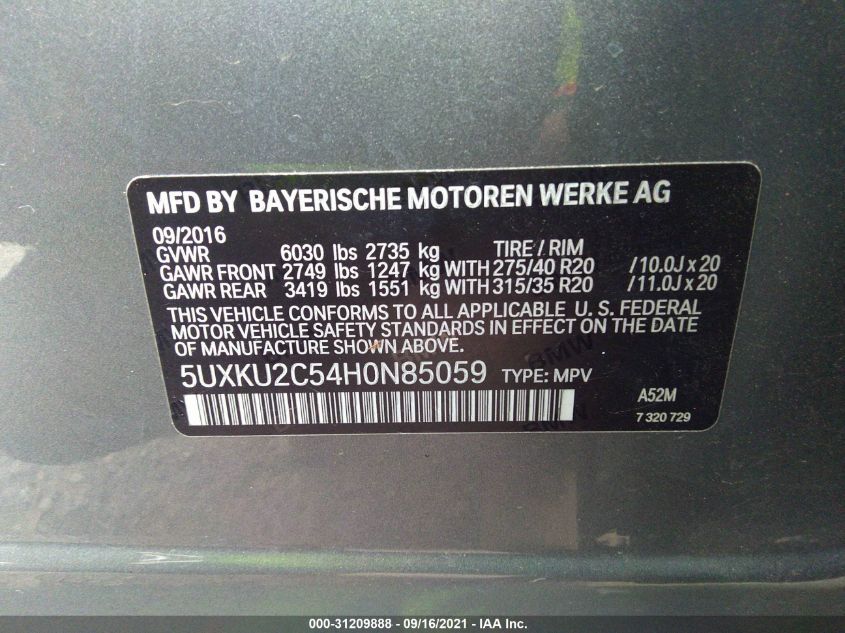 MFD BY BAYERISCHE MOTOREN WERKE AG
09/2016
GVWR 6030 lbs 2735 kg TIRE / RIM
GAWR FRONT 2749 lbs 1247 kg WITH 275/40 R20 /10.0J x 20
GAWR REAR 3419 lbs 1551 kg WITH 315/35 R20 /11.0J x 20
THIS VEHICLE CONFORMS TO ALL APPLICABLE U. S. FEDERAL
MOTOR VEHICLE SAFETY STANDARDS IN EFFECT ON THE DATE
OF MANUFACTURE SHOWN ABOVE.
5UXKU2C54H0N85059 TYPE: MPV
A52M
7 320 729
BMW
BMW
000-31209888 - 09/16/2021 - IAA Inc.